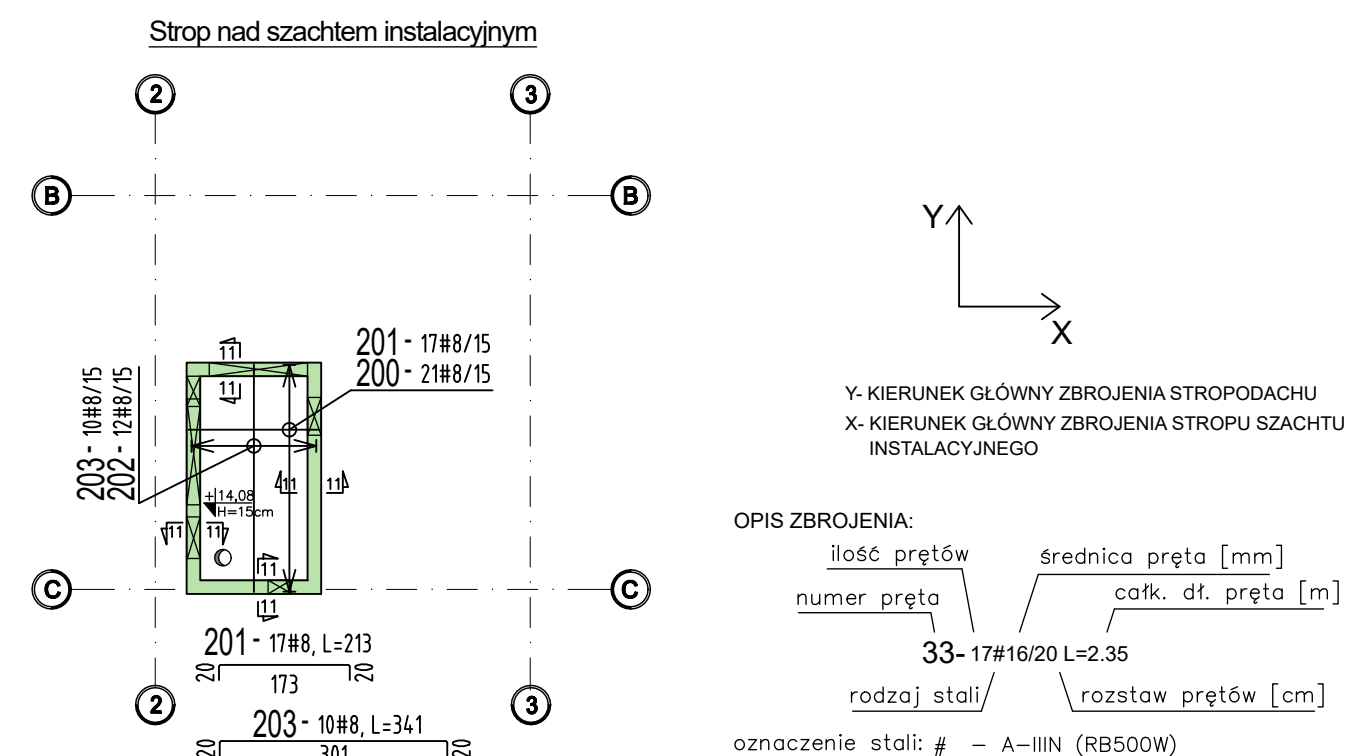 Strop nad szachtem instalacyjnym
2
3
B
B
201 - 17#8/15
200 - 21#8/15
203 - 10#8/15
202 - 12#8/15
11
11
11
11
+14,08
H=15cm
11
11
11
11
C
C
201 - 17#8, L=213
20
20
173
2
3
203 - 10#8, L=341
20
20
301
Y
X
Y- KIERUNEK GŁÓWNY ZBROJENIA STROPODACHU
X- KIERUNEK GŁÓWNY ZBROJENIA STROPU SZACHTU
INSTALACYJNEGO
OPIS ZBROJENIA:
ilość prętów
średnica pręta [mm]
numer pręta
całk. dł. pręta [m]
33- 17#16/20 L=2.35
rodzaj stali
rozstaw prętów [cm]
oznaczenie stali: # – A-IIIN (RB500W)